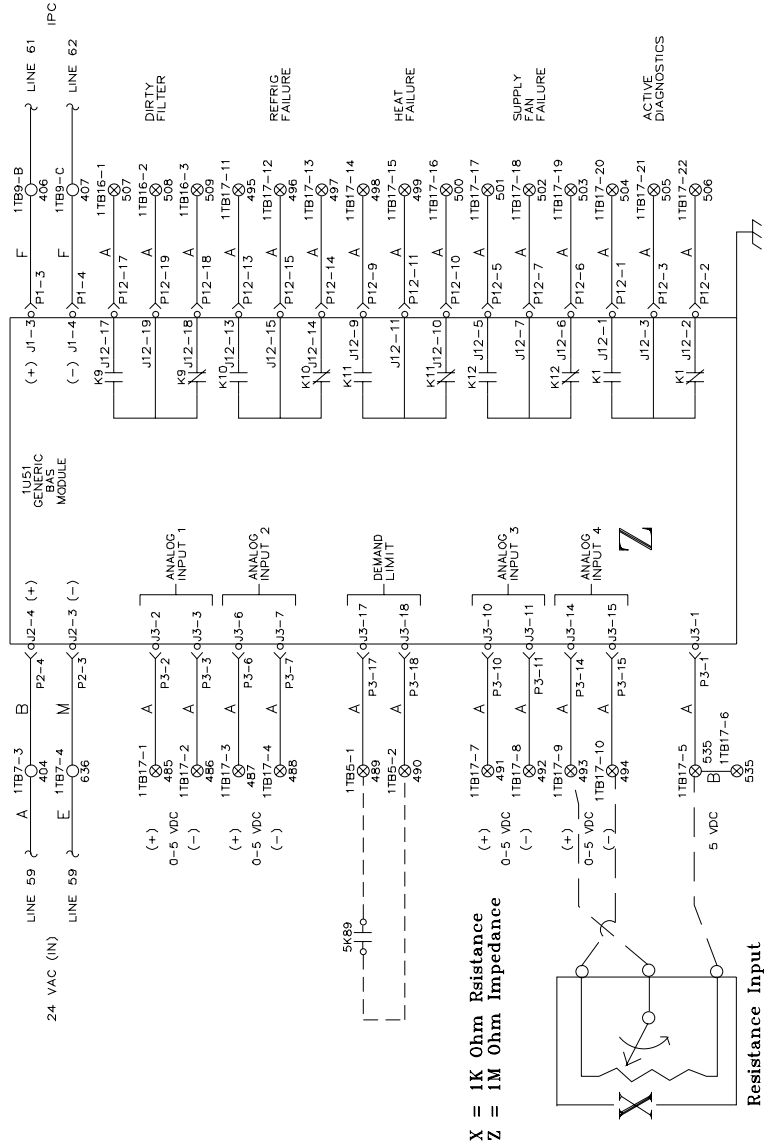 24 VAC (IN)
LINE 59
A
1TB7-3
404
B
P2-4
J2-4 (+)
LINE 59
E
1TB7-4
636
M
P2-3
J2-3 (-)
1U51
GENERIC
BAS
MODULE
(+) J1-3
P1-3
F
1TB9-B
406
LINE 61
IPC
(-) J1-4
P1-4
F
1TB9-C
407
LINE 62
(+)
0-5 VDC
(-)
1TB17-1
485
A
P3-2
J3-2
1TB17-2
486
A
P3-3
J3-3
ANALOG
INPUT 1
(+)
0-5 VDC
(-)
1TB17-3
487
A
P3-6
J3-6
1TB17-4
488
A
P3-7
J3-7
ANALOG
INPUT 2
5K89
1TB5-1
489
A
P3-17
J3-17
1TB5-2
490
A
P3-18
J3-18
DEMAND
LIMIT
(+)
0-5 VDC
(-)
1TB17-7
491
A
P3-10
J3-10
1TB17-8
492
A
P3-11
J3-11
ANALOG
INPUT 3
(+)
0-5 VDC
(-)
1TB17-9
493
A
P3-14
J3-14
1TB17-10
494
A
P3-15
J3-15
ANALOG
INPUT 4
Z
5 VDC
1TB17-5
535
A
P3-1
J3-1
B
1TB17-6
535
K9
J12-17
P12-17
A
1TB16-1
507
J12-19
P12-19
A
1TB16-2
508
K9
J12-18
P12-18
A
1TB16-3
509
DIRTY
FILTER
K10
J12-13
P12-13
A
1TB17-11
495
J12-15
P12-15
A
1TB17-12
496
K10
J12-14
P12-14
A
1TB17-13
497
REFRIG
FAILURE
K11
J12-9
P12-9
A
1TB17-14
498
J12-11
P12-11
A
1TB17-15
499
K11
J12-10
P12-10
A
1TB17-16
500
HEAT
FAILURE
K12
J12-5
P12-5
A
1TB17-17
501
J12-7
P12-7
A
1TB17-18
502
K12
J12-6
P12-6
A
1TB17-19
503
SUPPLY
FAN
FAILURE
K1
J12-1
P12-1
A
1TB17-20
504
J12-3
P12-3
A
1TB17-21
505
K1
J12-2
P12-2
A
1TB17-22
506
ACTIVE
DIAGNOSTICS
X = 1K Ohm Rsistance
Z = 1M Ohm Impedance
X
Resistance Input